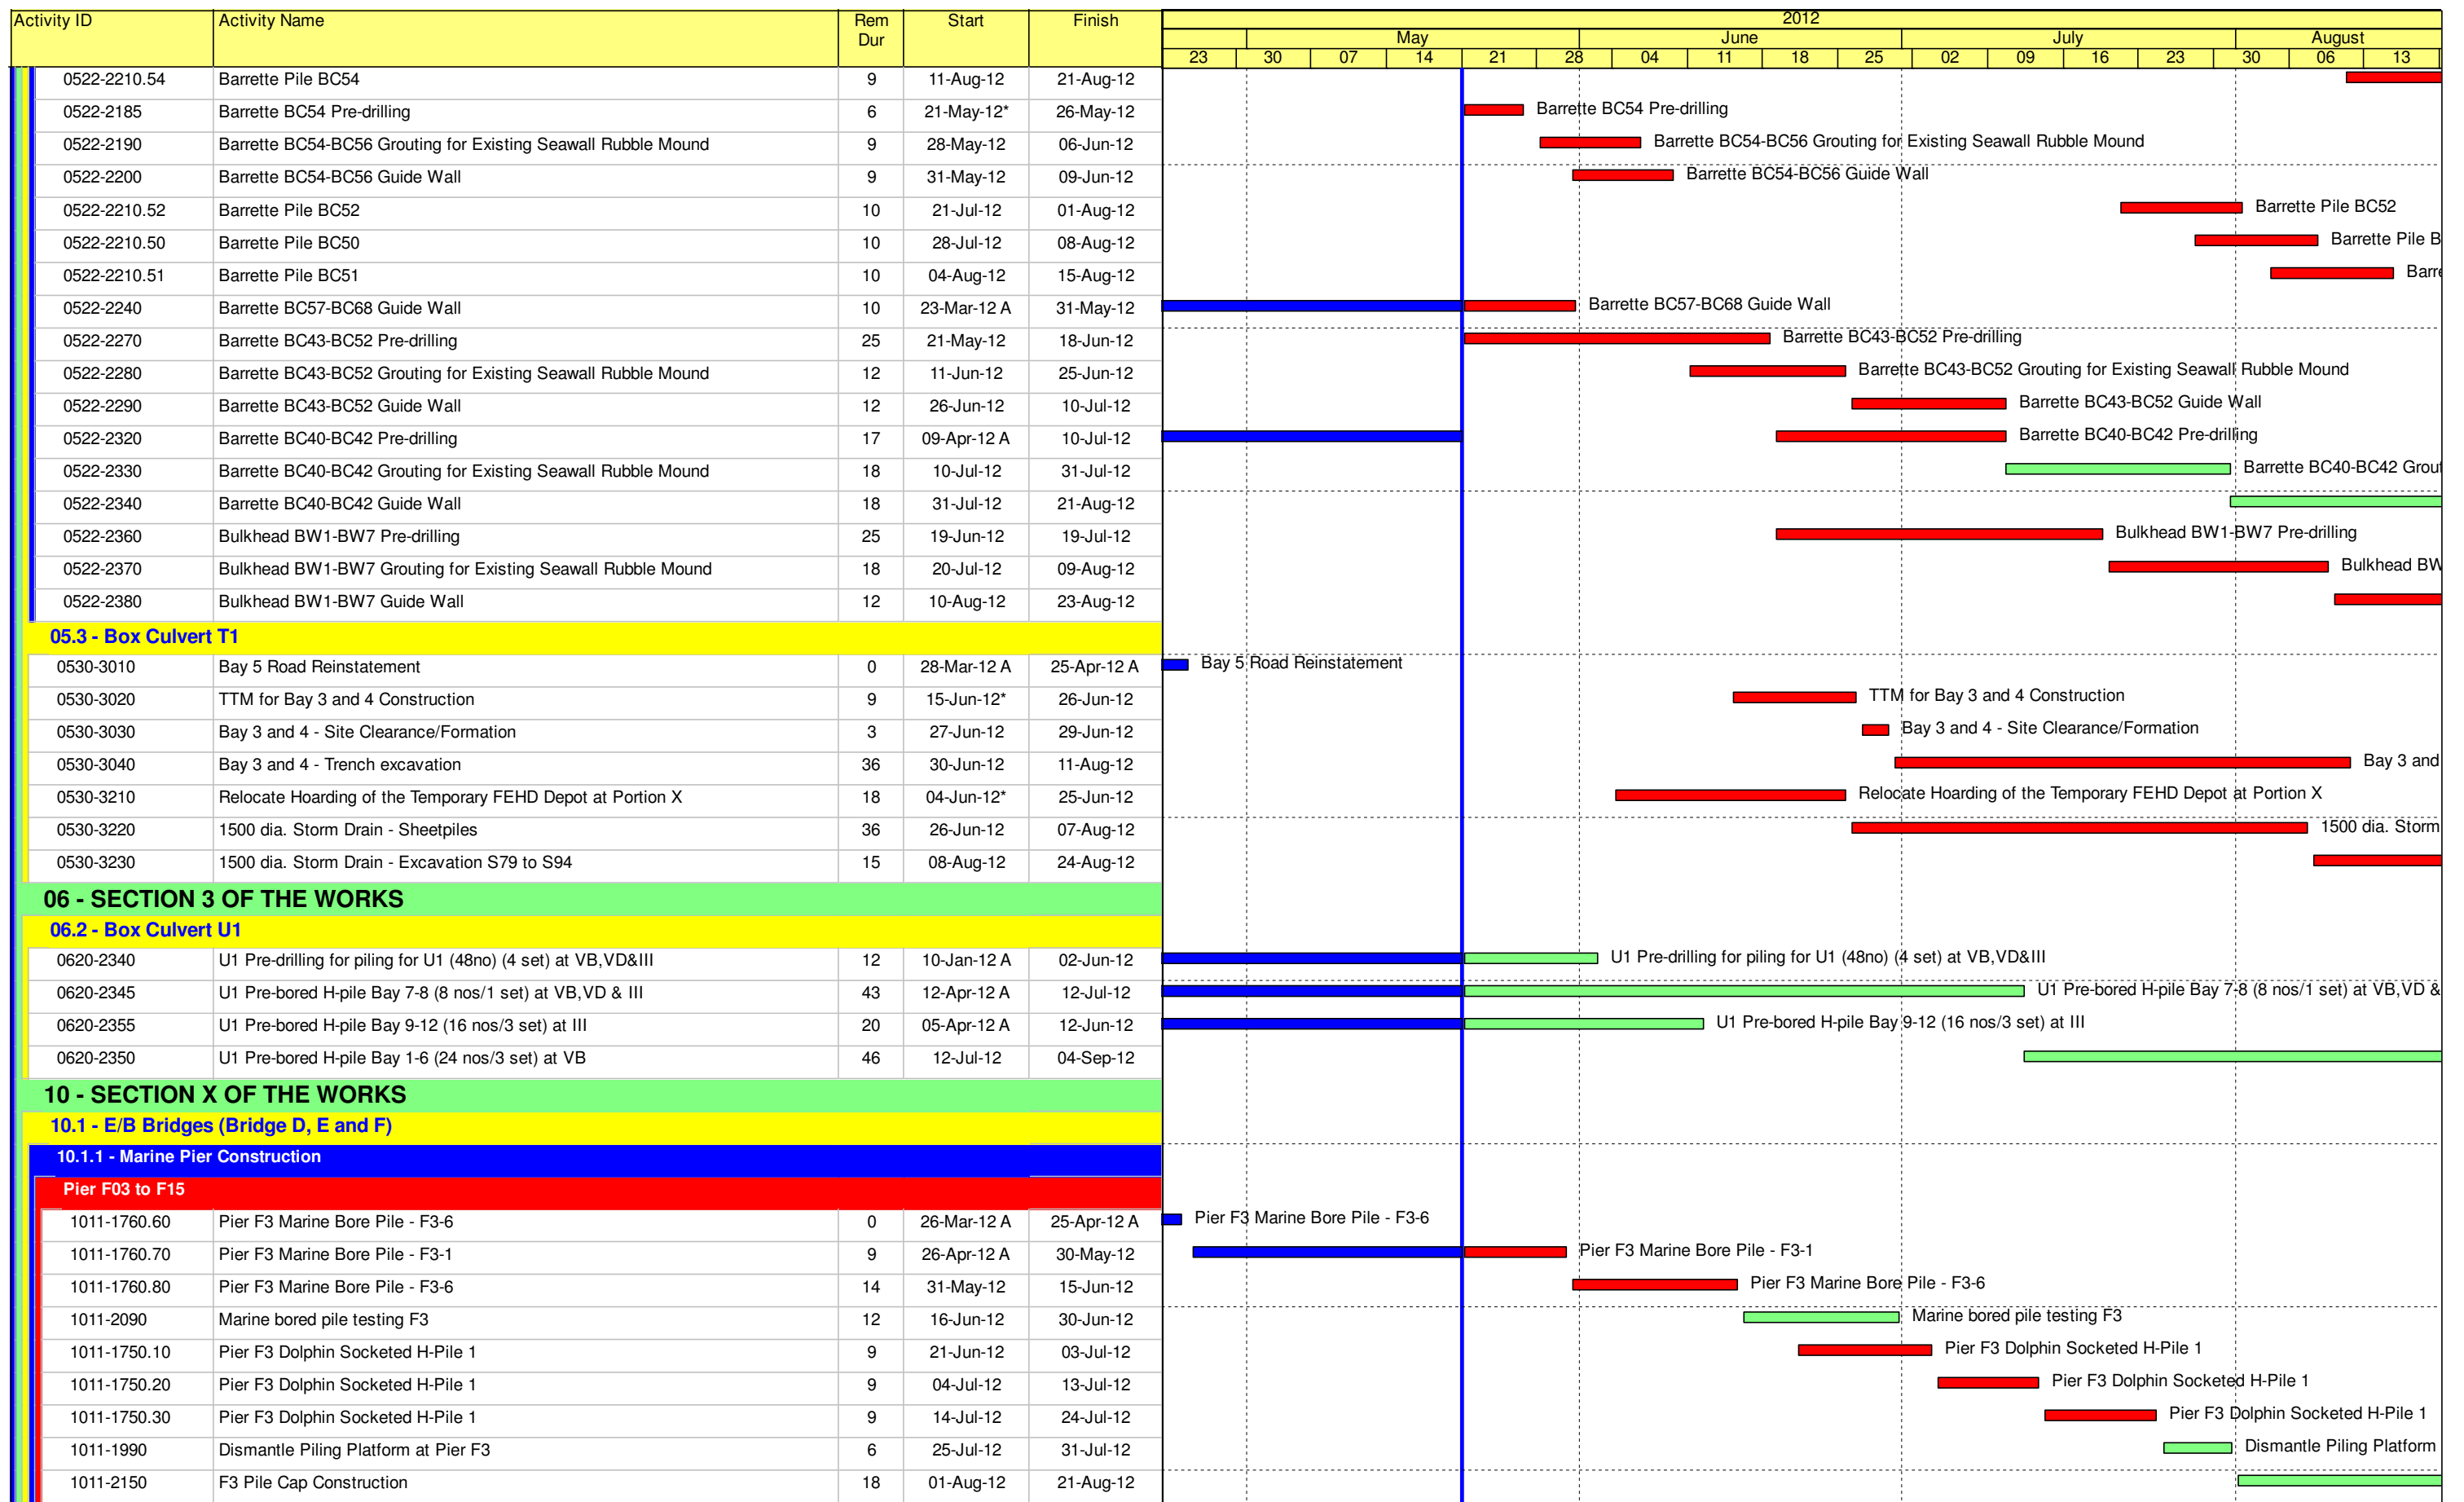 Activity ID Activity Name Rem Dur Start Finish 2012
May June July August
23 30 07 14 21 28 04 11 18 25 02 09 16 23 30 06 13
0522-2210.54 Barrette Pile BC54 9 11-Aug-12 21-Aug-12
0522-2185 Barrette BC54 Pre-drilling 6 21-May-12* 26-May-12 Barrette BC54 Pre-drilling
0522-2190 Barrette BC54-BC56 Grouting for Existing Seawall Rubble Mound 9 28-May-12 06-Jun-12 Barrette BC54-BC56 Grouting for Existing Seawall Rubble Mound
0522-2200 Barrette BC54-BC56 Guide Wall 9 31-May-12 09-Jun-12 Barrette BC54-BC56 Guide Wall
0522-2210.52 Barrette Pile BC52 10 21-Jul-12 01-Aug-12 Barrette Pile BC52
0522-2210.50 Barrette Pile BC50 10 28-Jul-12 08-Aug-12 Barrette Pile B
0522-2210.51 Barrette Pile BC51 10 04-Aug-12 15-Aug-12 Barre
0522-2240 Barrette BC57-BC68 Guide Wall 10 23-Mar-12 A 31-May-12 Barrette BC57-BC68 Guide Wall
0522-2270 Barrette BC43-BC52 Pre-drilling 25 21-May-12 18-Jun-12 Barrette BC43-BC52 Pre-drilling
0522-2280 Barrette BC43-BC52 Grouting for Existing Seawall Rubble Mound 12 11-Jun-12 25-Jun-12 Barrette BC43-BC52 Grouting for Existing Seawall Rubble Mound
0522-2290 Barrette BC43-BC52 Guide Wall 12 26-Jun-12 10-Jul-12 Barrette BC43-BC52 Guide Wall
0522-2320 Barrette BC40-BC42 Pre-drilling 17 09-Apr-12 A 10-Jul-12 Barrette BC40-BC42 Pre-drilling
0522-2330 Barrette BC40-BC42 Grouting for Existing Seawall Rubble Mound 18 10-Jul-12 31-Jul-12 Barrette BC40-BC42 Grout
0522-2340 Barrette BC40-BC42 Guide Wall 18 31-Jul-12 21-Aug-12
0522-2360 Bulkhead BW1-BW7 Pre-drilling 25 19-Jun-12 19-Jul-12 Bulkhead BW1-BW7 Pre-drilling
0522-2370 Bulkhead BW1-BW7 Grouting for Existing Seawall Rubble Mound 18 20-Jul-12 09-Aug-12 Bulkhead BW
0522-2380 Bulkhead BW1-BW7 Guide Wall 12 10-Aug-12 23-Aug-12
05.3 - Box Culvert T1
0530-3010 Bay 5 Road Reinstatement 0 28-Mar-12 A 25-Apr-12 A Bay 5 Road Reinstatement
0530-3020 TTM for Bay 3 and 4 Construction 9 15-Jun-12* 26-Jun-12 TTM for Bay 3 and 4 Construction
0530-3030 Bay 3 and 4 - Site Clearance/Formation 3 27-Jun-12 29-Jun-12 Bay 3 and 4 - Site Clearance/Formation
0530-3040 Bay 3 and 4 - Trench excavation 36 30-Jun-12 11-Aug-12 Bay 3 and
0530-3210 Relocate Hoarding of the Temporary FEHD Depot at Portion X 18 04-Jun-12* 25-Jun-12 Relocate Hoarding of the Temporary FEHD Depot at Portion X
0530-3220 1500 dia. Storm Drain - Sheetpiles 36 26-Jun-12 07-Aug-12 1500 dia. Storm
0530-3230 1500 dia. Storm Drain - Excavation S79 to S94 15 08-Aug-12 24-Aug-12
06 - SECTION 3 OF THE WORKS
06.2 - Box Culvert U1
0620-2340 U1 Pre-drilling for piling for U1 (48no) (4 set) at VB,VD&III 12 10-Jan-12 A 02-Jun-12 U1 Pre-drilling for piling for U1 (48no) (4 set) at VB,VD&III
0620-2345 U1 Pre-bored H-pile Bay 7-8 (8 nos/1 set) at VB,VD & III 43 12-Apr-12 A 12-Jul-12 U1 Pre-bored H-pile Bay 7-8 (8 nos/1 set) at VB,VD &
0620-2355 U1 Pre-bored H-pile Bay 9-12 (16 nos/3 set) at III 20 05-Apr-12 A 12-Jun-12 U1 Pre-bored H-pile Bay 9-12 (16 nos/3 set) at III
0620-2350 U1 Pre-bored H-pile Bay 1-6 (24 nos/3 set) at VB 46 12-Jul-12 04-Sep-12
10 - SECTION X OF THE WORKS
10.1 - E/B Bridges (Bridge D, E and F)
10.1.1 - Marine Pier Construction
Pier F03 to F15
1011-1760.60 Pier F3 Marine Bore Pile - F3-6 0 26-Mar-12 A 25-Apr-12 A Pier F3 Marine Bore Pile - F3-6
1011-1760.70 Pier F3 Marine Bore Pile - F3-1 9 26-Apr-12 A 30-May-12 Pier F3 Marine Bore Pile - F3-1
1011-1760.80 Pier F3 Marine Bore Pile - F3-6 14 31-May-12 15-Jun-12 Pier F3 Marine Bore Pile - F3-6
1011-2090 Marine bored pile testing F3 12 16-Jun-12 30-Jun-12 Marine bored pile testing F3
1011-1750.10 Pier F3 Dolphin Socketed H-Pile 1 9 21-Jun-12 03-Jul-12 Pier F3 Dolphin Socketed H-Pile 1
1011-1750.20 Pier F3 Dolphin Socketed H-Pile 1 9 04-Jul-12 13-Jul-12 Pier F3 Dolphin Socketed H-Pile 1
1011-1750.30 Pier F3 Dolphin Socketed H-Pile 1 9 14-Jul-12 24-Jul-12 Pier F3 Dolphin Socketed H-Pile 1
1011-1990 Dismantle Piling Platform at Pier F3 6 25-Jul-12 31-Jul-12 Dismantle Piling Platform
1011-2150 F3 Pile Cap Construction 18 01-Aug-12 21-Aug-12